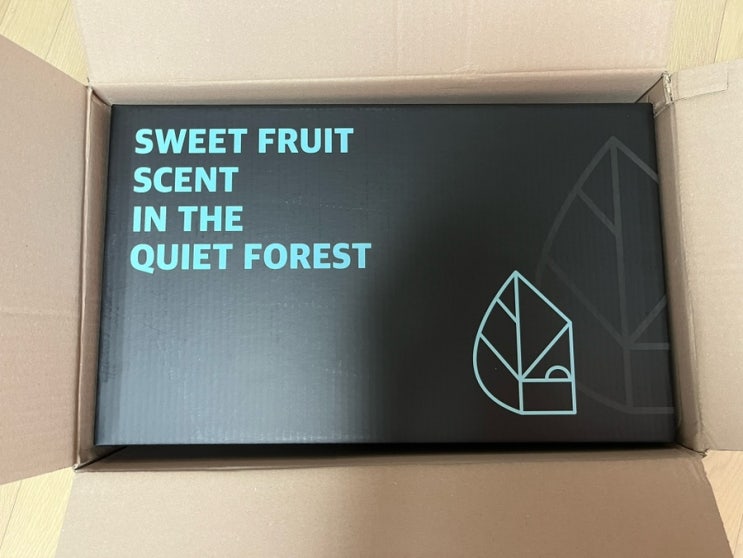 SWEET FRUIT
SCENT
IN THE
QUIET FOREST